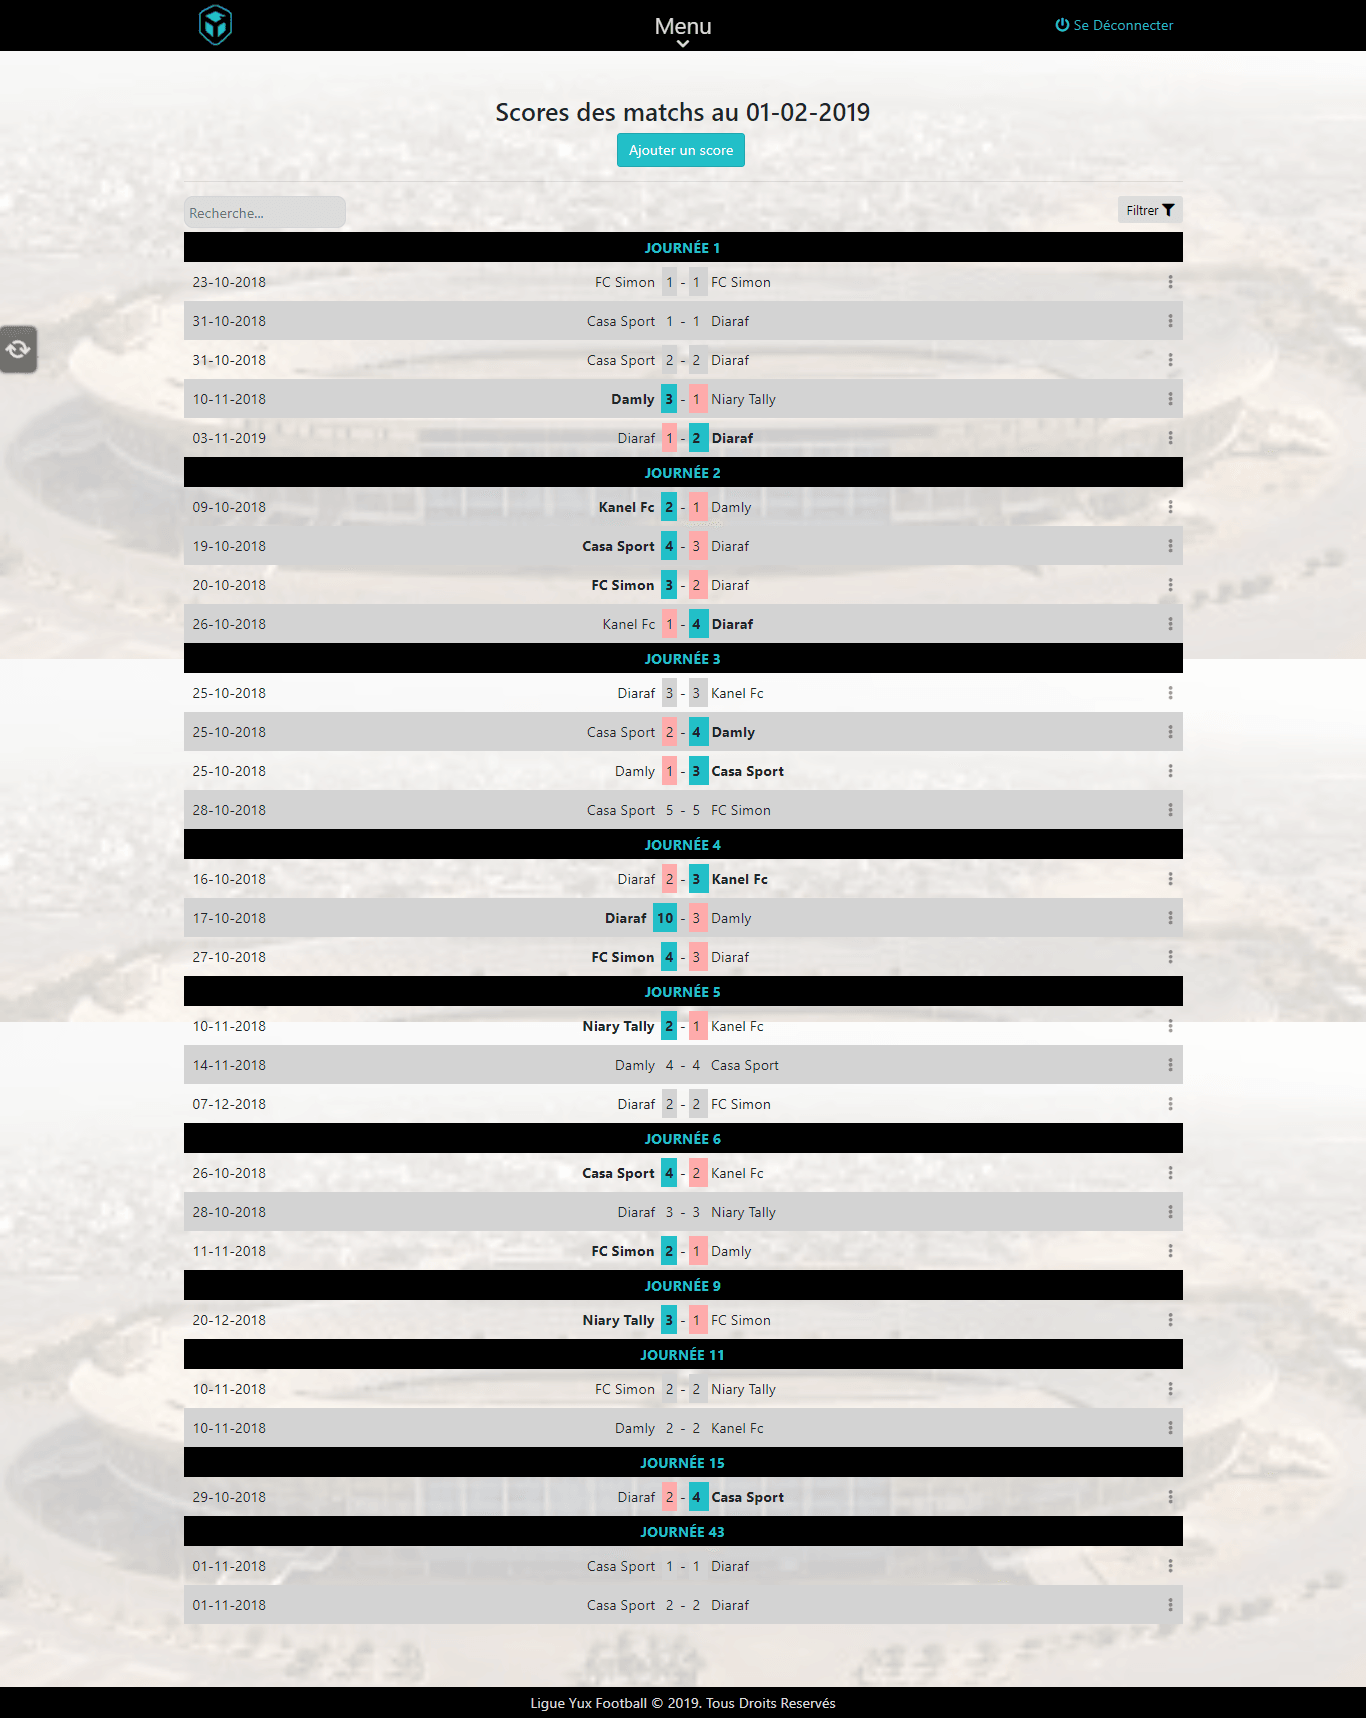 Menu
Se Déconnecter
Scores des matchs au 01-02-2019
Ajouter un score
Recherche...
Filtrer
JOURNÉE 1
23-10-2018 FC Simon 1 - 1 FC Simon
31-10-2018 Casa Sport 1 - 1 Diaraf
31-10-2018 Casa Sport 2 - 2 Diaraf
10-11-2018 Damly 3 - 1 Niary Tally
03-11-2019 Diaraf 1 - 2 Diaraf
JOURNÉE 2
09-10-2018 Kanel Fc 2 - 1 Damly
19-10-2018 Casa Sport 4 - 3 Diaraf
20-10-2018 FC Simon 3 - 2 Diaraf
26-10-2018 Kanel Fc 1 - 4 Diaraf
JOURNÉE 3
25-10-2018 Diaraf 3 - 3 Kanel Fc
25-10-2018 Casa Sport 2 - 4 Damly
25-10-2018 Damly 1 - 3 Casa Sport
28-10-2018 Casa Sport 5 - 5 FC Simon
JOURNÉE 4
16-10-2018 Diaraf 2 - 3 Kanel Fc
17-10-2018 Diaraf 10 - 3 Damly
27-10-2018 FC Simon 4 - 3 Diaraf
JOURNÉE 5
10-11-2018 Niary Tally 2 - 1 Kanel Fc
14-11-2018 Damly 4 - 4 Casa Sport
07-12-2018 Diaraf 2 - 2 FC Simon
JOURNÉE 6
26-10-2018 Casa Sport 4 - 2 Kanel Fc
28-10-2018 Diaraf 3 - 3 Niary Tally
11-11-2018 FC Simon 2 - 1 Damly
JOURNÉE 9
20-12-2018 Niary Tally 3 - 1 FC Simon
JOURNÉE 11
10-11-2018 FC Simon 2 - 2 Niary Tally
10-11-2018 Damly 2 - 2 Kanel Fc
JOURNÉE 15
29-10-2018 Diaraf 2 - 4 Casa Sport
JOURNÉE 43
01-11-2018 Casa Sport 1 - 1 Diaraf
01-11-2018 Casa Sport 2 - 2 Diaraf
Ligue Yux Football © 2019. Tous Droits Reservés